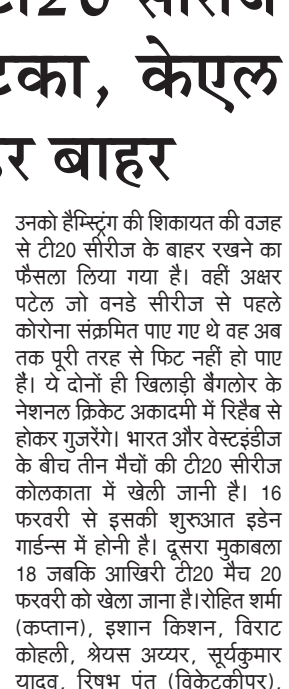 टी20 सीरीज
टका, केएल
हर बाहर
उनको हैम्स्ट्रिंग की शिकायत की वजह
से टी20 सीरीज के बाहर रखने का
फैसला लिया गया है। वहीं अक्षर
पटेल जो वनडे सीरीज से पहले
कोरोना संक्रमित पाए गए थे वह अब
तक पूरी तरह से फिट नहीं हो पाए
हैं। ये दोनों ही खिलाड़ी बैंगलोर के
नेशनल क्रिकेट अकादमी में रिहैब से
होकर गुजरेंगे। भारत और वेस्टइंडीज
के बीच तीन मैचों की टी20 सीरीज
कोलकाता में खेली जानी है। 16
फरवरी से इसकी शुरुआत इडेन
गार्डन्स में होनी है। दूसरा मुकाबला
18 जबकि आखिरी टी20 मैच 20
फरवरी को खेला जाना है।रोहित शर्मा
(कप्तान), इशान किशन, विराट
कोहली, श्रेयस अय्यर, सूर्यकुमार
यादव, रिषभ पंत (विकेटकीपर),